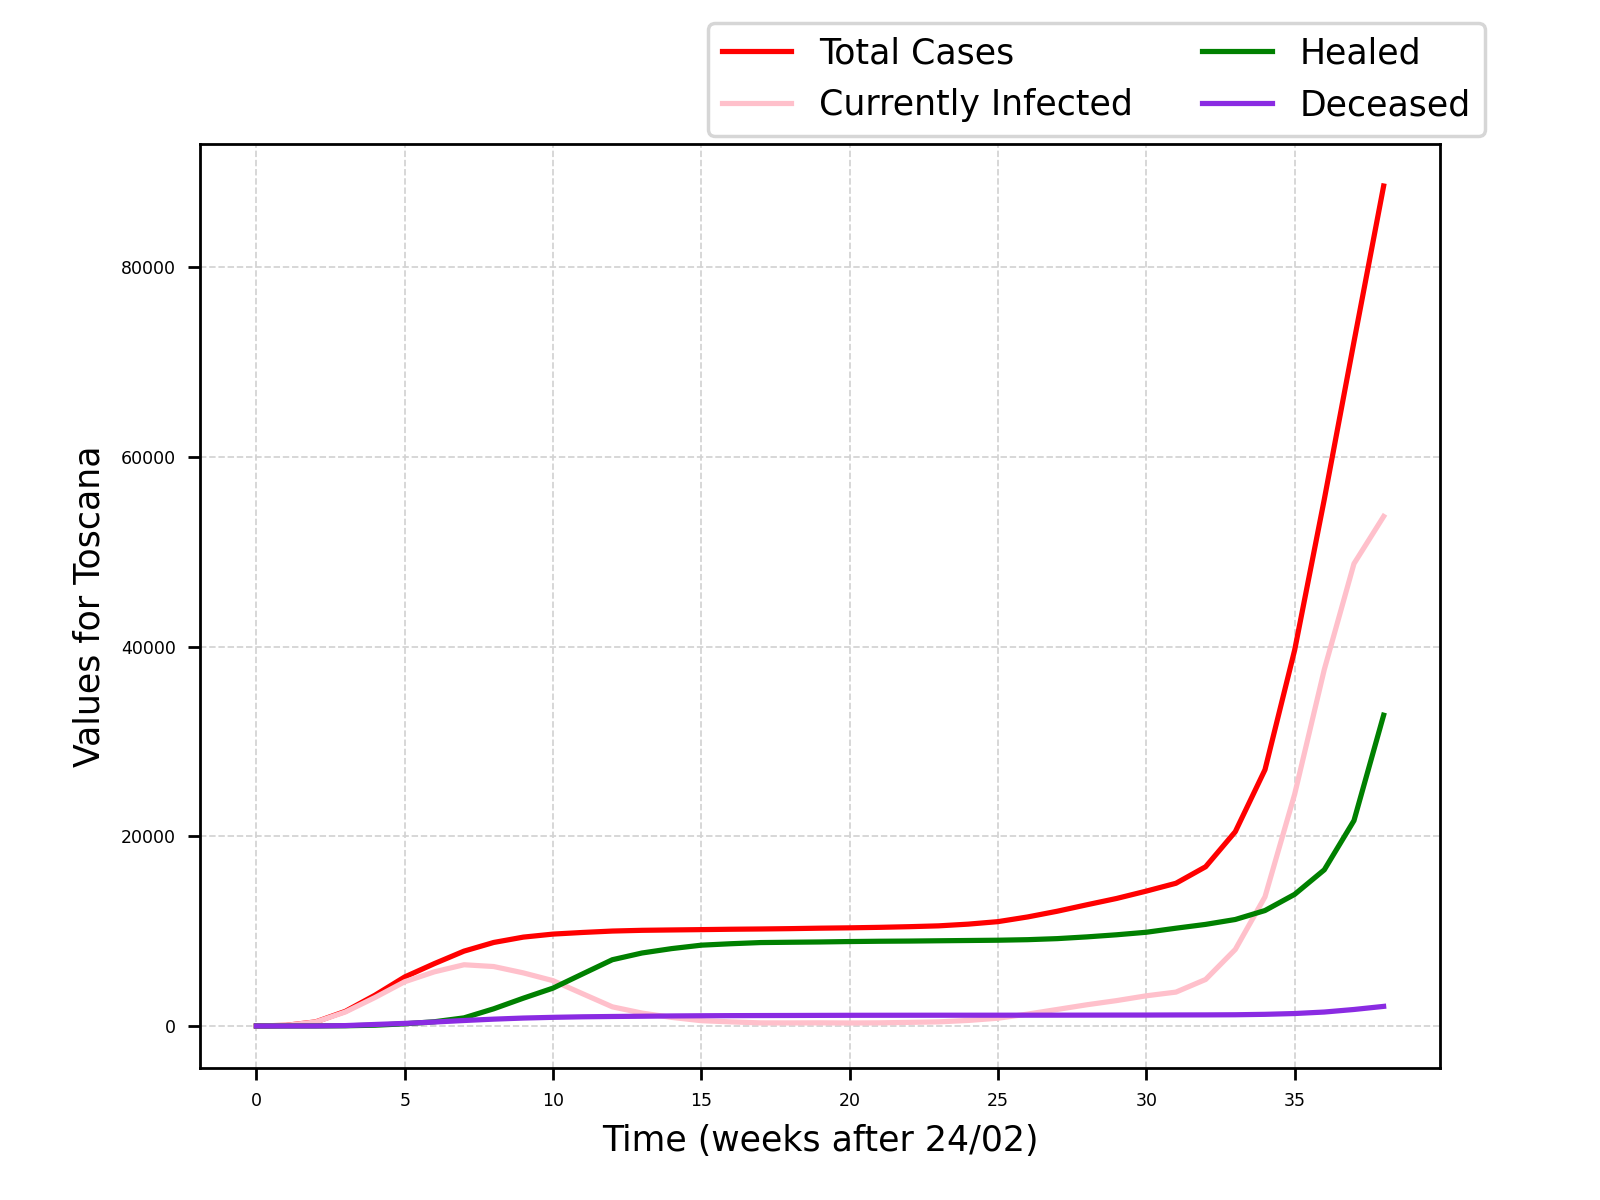 Total Cases
Healed
Currently Infected
Deceased
80000
60000
40000
20000
0
Values for Toscana
0 5 10 15 20 25 30 35
Time (weeks after 24/02)